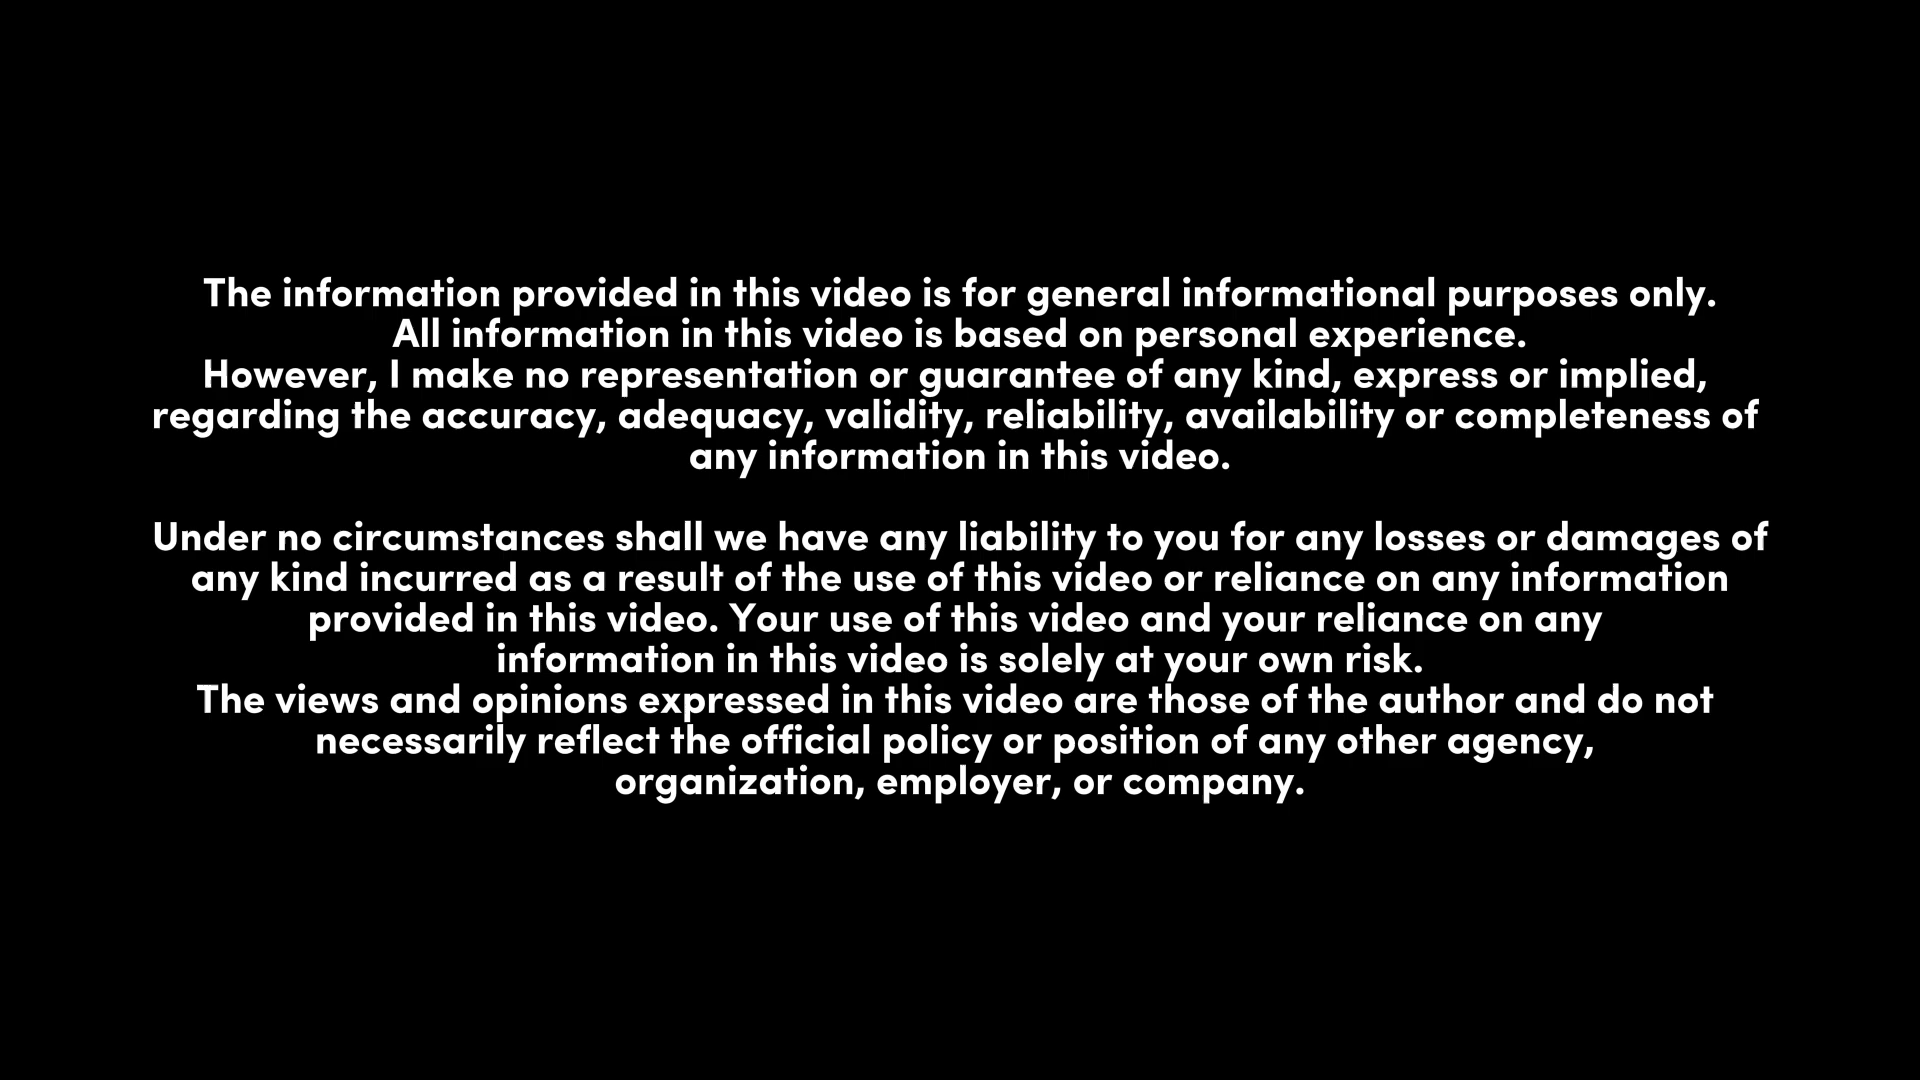 The information provided in this video is for general informational purposes only.
All information in this video is based on personal experience.
However, I make no representation or guarantee of any kind, express or implied,
regarding the accuracy, adequacy, validity, reliability, availability or completeness of
any information in this video.
Under no circumstances shall we have any liability to you for any losses or damages of
any kind incurred as a result of the use of this video or reliance on any information
provided in this video. Your use of this video and your reliance on any
information in this video is solely at your own risk.
The views and opinions expressed in this video are those of the author and do not
necessarily reflect the official policy or position of any other agency,
organization, employer, or company.